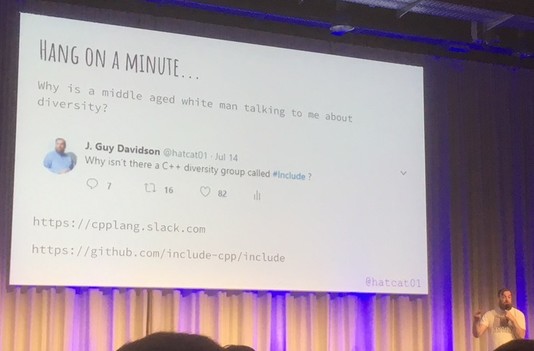 HANG ON A MINUTE...
Why is a middle aged white man talking to me about
diversity?
J. Guy Davidson @hatcat01 · Jul 14
Why isn't there a C++ diversity group called #include ?
7 16 82
https://cpplang.slack.com
https://github.com/include-cpp/include
@hatcat01